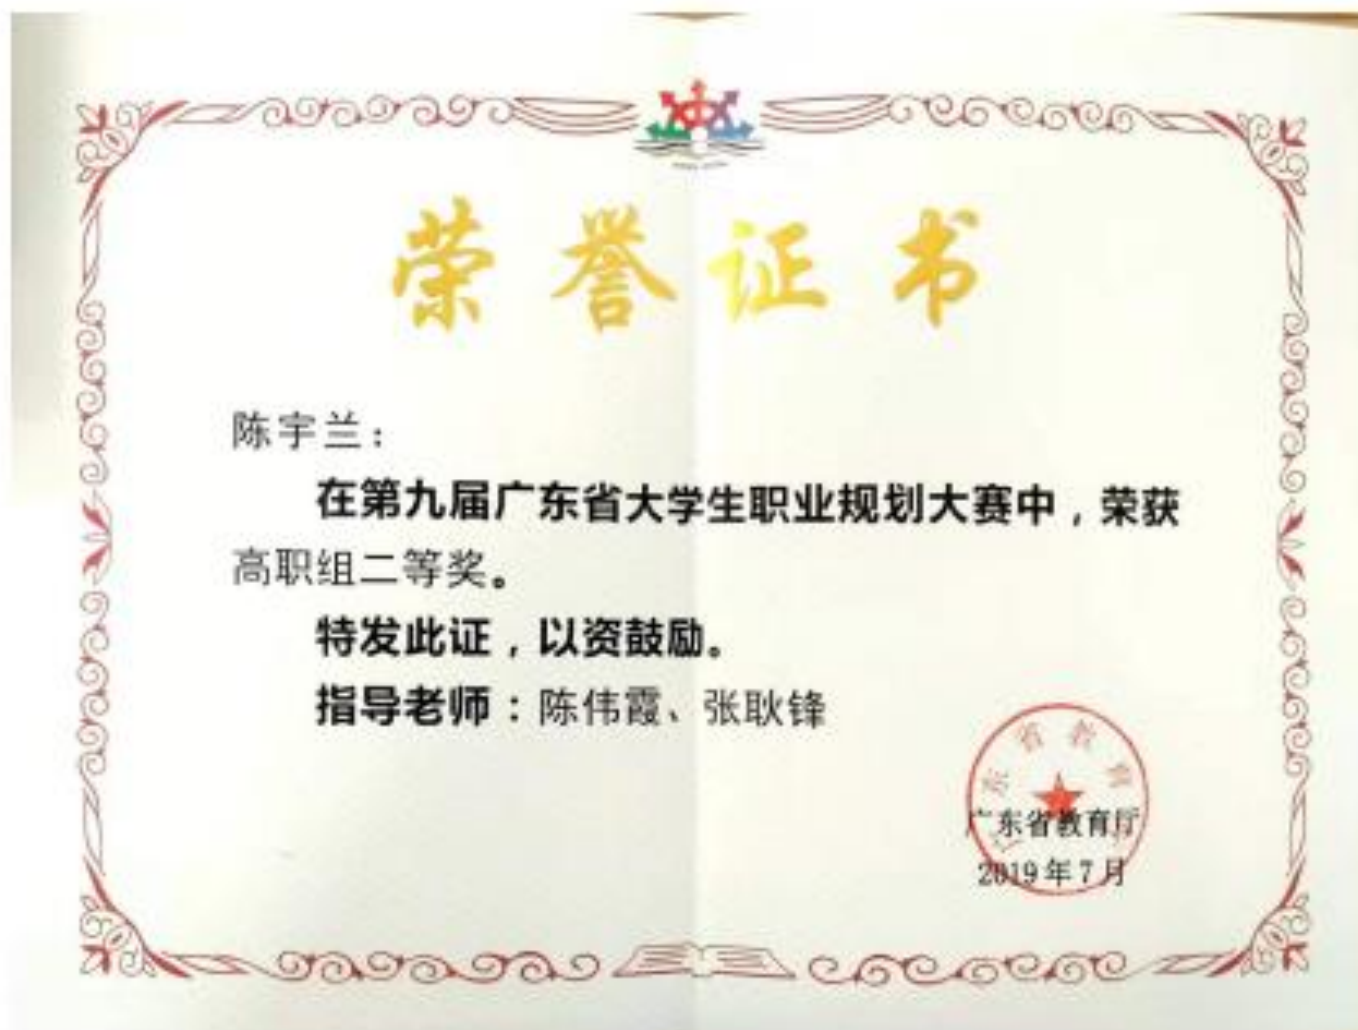 荣誉证书
陈宇兰：
在第九届广东省大学生职业规划大赛中，荣获
高职组二等奖。
特发此证，以资鼓励。
指导老师：陈伟霞、张耿锋
广东省教育厅
2019年7月